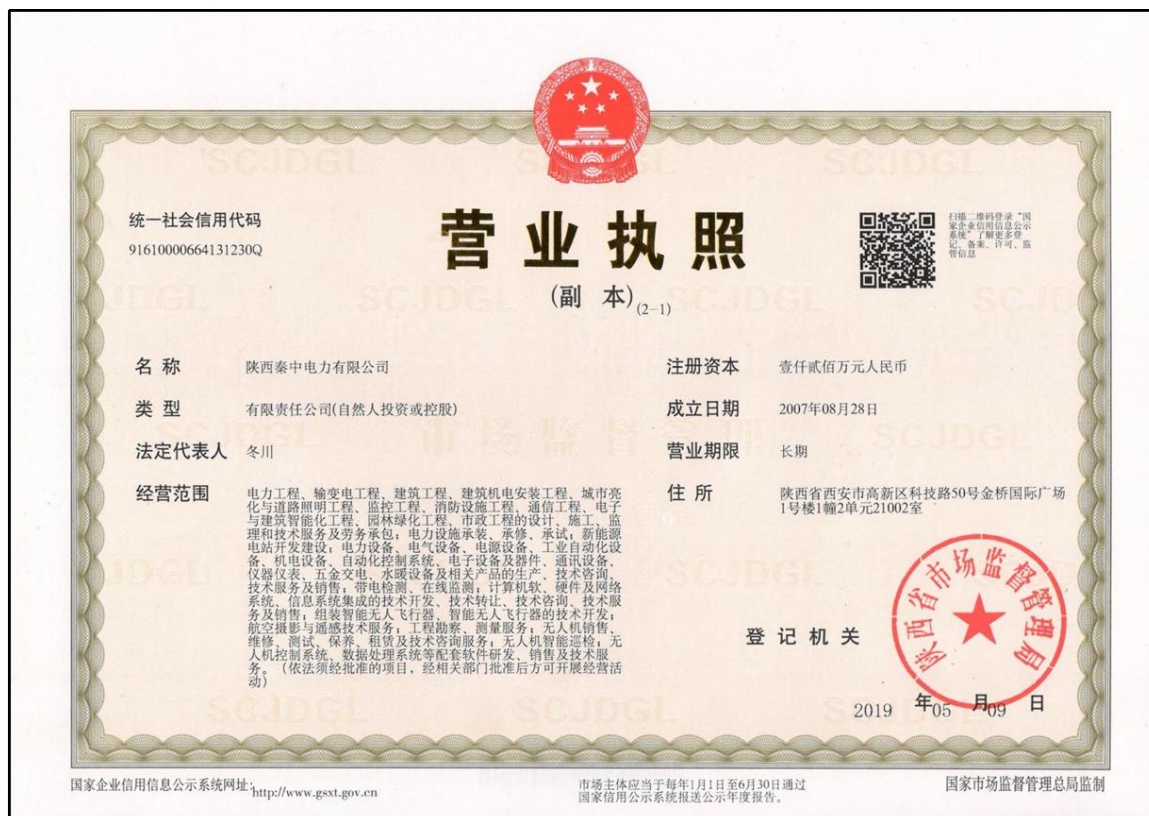 统一社会信用代码
91610000664131230Q
营业执照
(副 本)(2-1)
扫描二维码登录“国
家企业信用信息公示
系统”了解更多登
记、备案、许可、监
管信息
名 称 陕西秦中电力有限公司
类 型 有限责任公司(自然人投资或控股)
法定代表人 冬川
经营范围 电力工程、输变电工程、建筑工程、建筑机电安装工程、城市亮
化与道路照明工程、监控工程、消防设施工程、通信工程、电子
与建筑智能化工程、园林绿化工程、市政工程的设计、施工、监
理和技术服务及劳务承包；电力设施承装、承修、承试；新能源
电站开发建设；电力设备、电气设备、电源设备、工业自动化设
备、机电设备、自动化控制系统、电子设备及器件、通讯设备、
仪器仪表、五金交电、水暖设备及相关产品的生产、技术咨询、
技术服务及销售；带电检测、在线监测；计算机软、硬件及网络
系统、信息系统集成的技术开发、技术转让、技术咨询、技术服
务及销售；组装智能无人飞行器、智能无人飞行器的技术开发；
航空摄影与遥感技术服务；工程勘察、测量服务；无人机销售、
维修、测试、保养、租赁及技术咨询服务；无人机智能巡检；无
人机控制系统、数据处理系统等配套软件研发、销售及技术服
务。（依法须经批准的项目，经相关部门批准后方可开展经营活
动）
注册资本 壹仟贰佰万元人民币
成立日期 2007年08月28日
营业期限 长期
住 所 陕西省西安市高新区科技路50号金桥国际广场
1号楼1幢2单元21002室
登记机关
陕西省市场监督管理局
2019 年05 月09 日
国家企业信用信息公示系统网址:http://www.gsxt.gov.cn
市场主体应当于每年1月1日至6月30日通过
国家信用公示系统报送公示年度报告。
国家市场监督管理总局监制
SCJDGL
市场监督管理